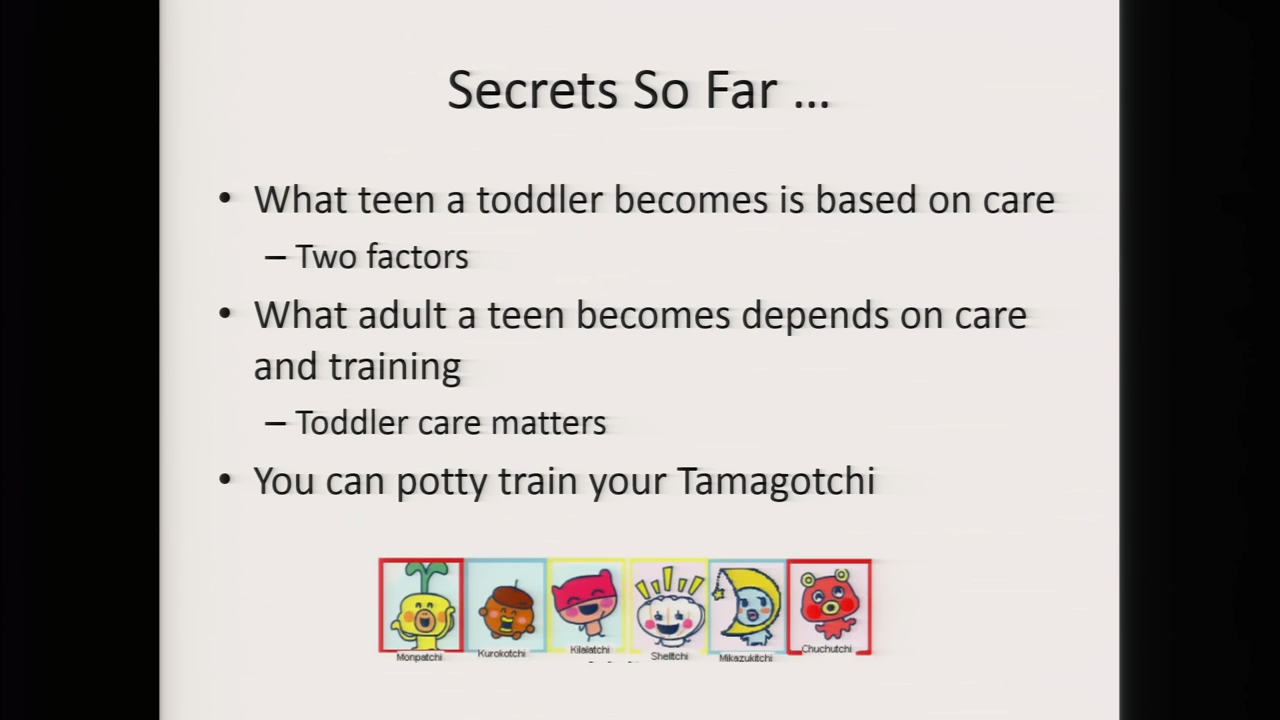 Secrets So Far ...
• What teen a toddler becomes is based on care
– Two factors
• What adult a teen becomes depends on care
and training
– Toddler care matters
• You can potty train your Tamagotchi
Monpatchi Kurokotchi Kilalatchi Shelltchi Mikazukitchi Chuchutchi